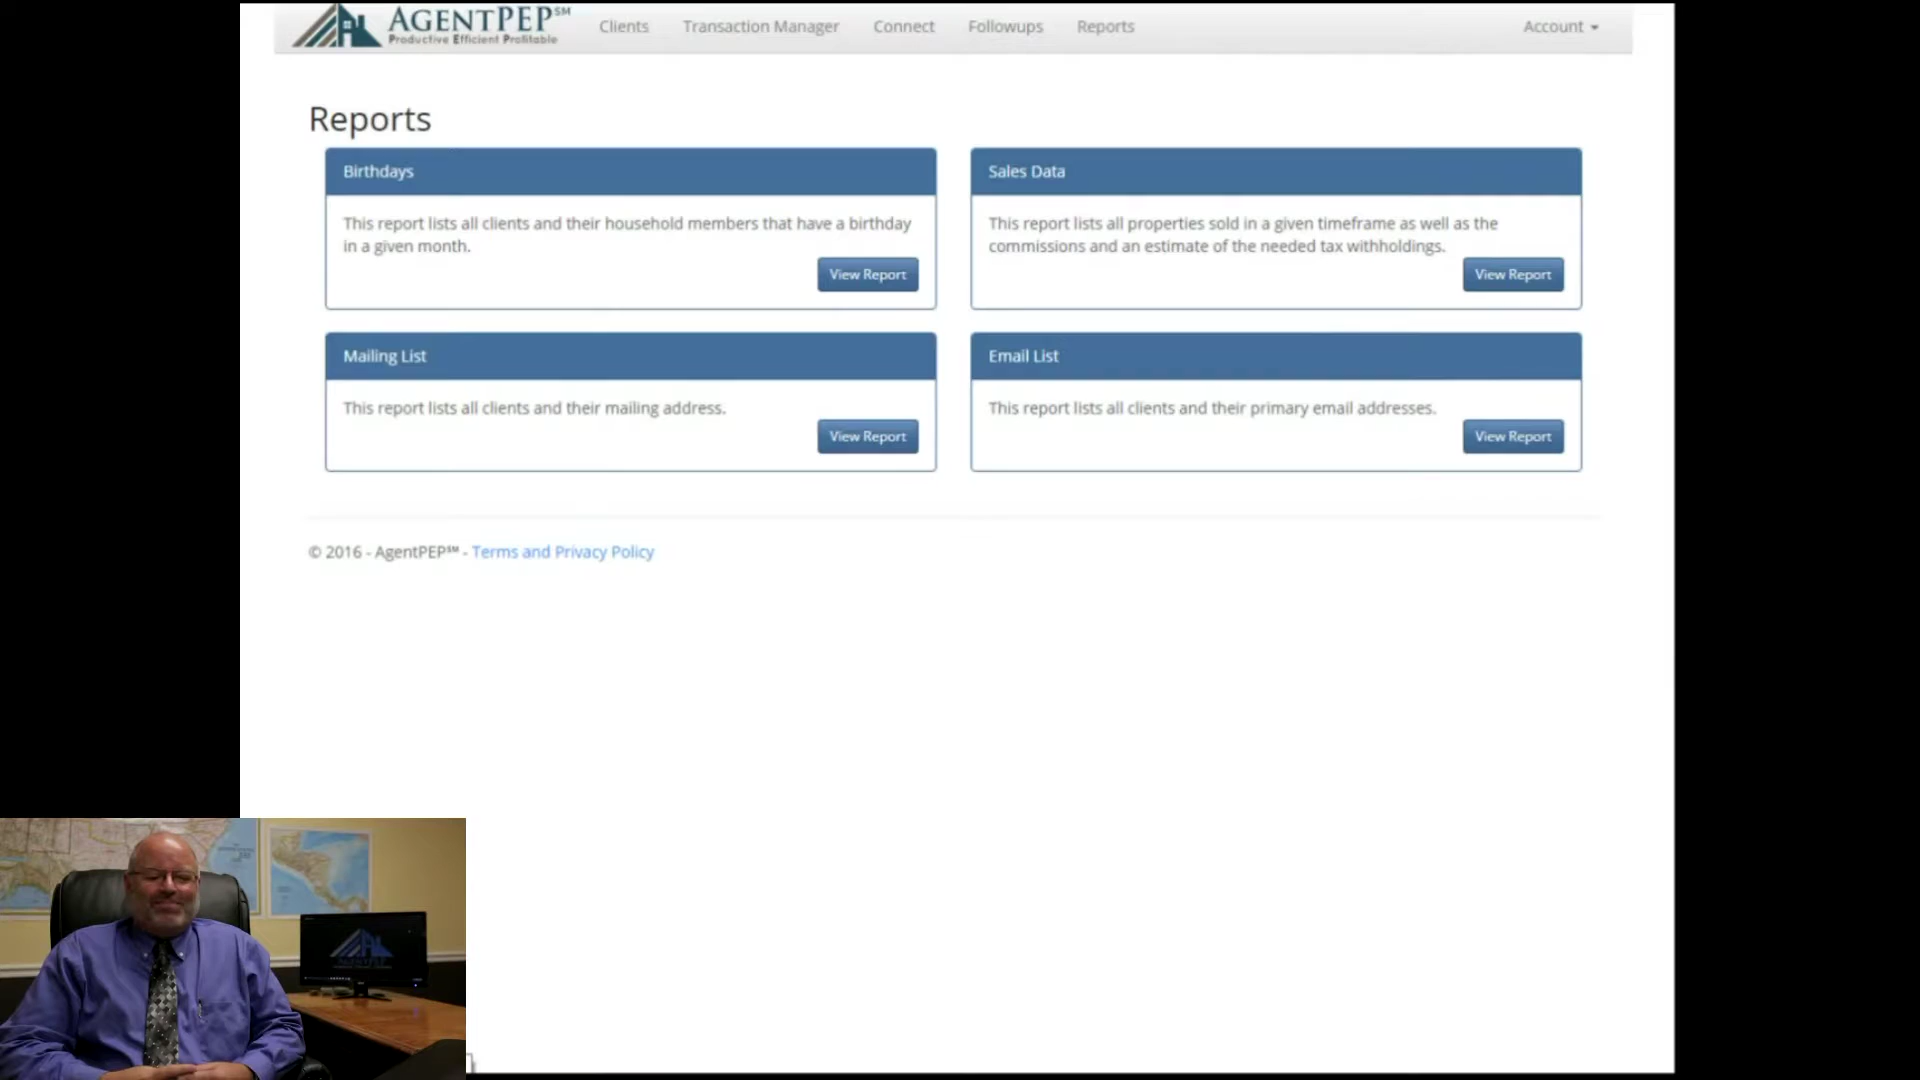 AGENTPEP℠
Productive Efficient Profitable
Clients
Transaction Manager
Connect
Followups
Reports
Account
Reports
Birthdays
This report lists all clients and their household members that have a birthday
in a given month.
View Report
Sales Data
This report lists all properties sold in a given timeframe as well as the
commissions and an estimate of the needed tax withholdings.
View Report
Mailing List
This report lists all clients and their mailing address.
View Report
Email List
This report lists all clients and their primary email addresses.
View Report
© 2016 - AgentPEP℠ - Terms and Privacy Policy
AGENTPEP